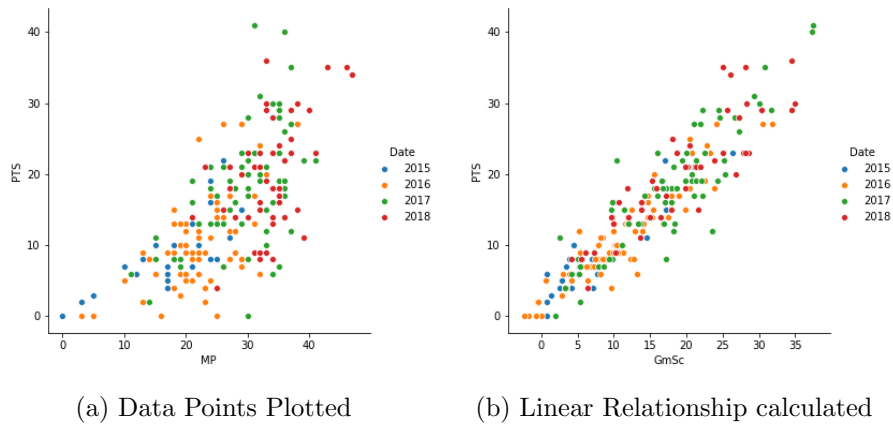 40
30
20
10
0
PTS
0 10 20 30 40
MP
Date
2015
2016
2017
2018
(a) Data Points Plotted
40
30
20
10
0
PTS
0 5 10 15 20 25 30 35
GmSc
Date
2015
2016
2017
2018
(b) Linear Relationship calculated